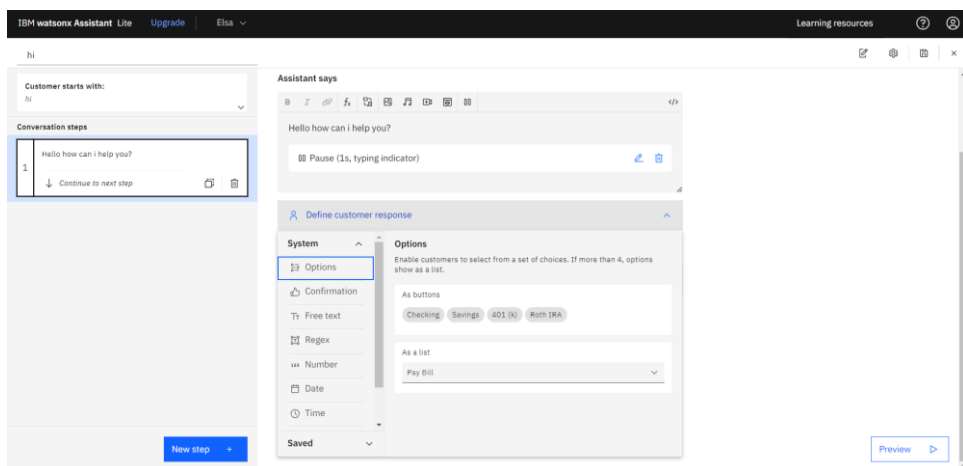 IBM watsonx Assistant Lite Upgrade Elsa Learning resources
hi
Customer starts with:
hi
Conversation steps
1
Hello how can i help you?
Continue to next step
New step +
Assistant says
B I fx </>
Hello how can i help you?
Pause (1s, typing indicator)
Define customer response
System
Options
Confirmation
Tт Free text
Regex
123 Number
Date
Time
Saved
Options
Enable customers to select from a set of choices. If more than 4, options
show as a list.
As buttons
Checking Savings 401 (k) Roth IRA
As a list
Pay Bill
Preview